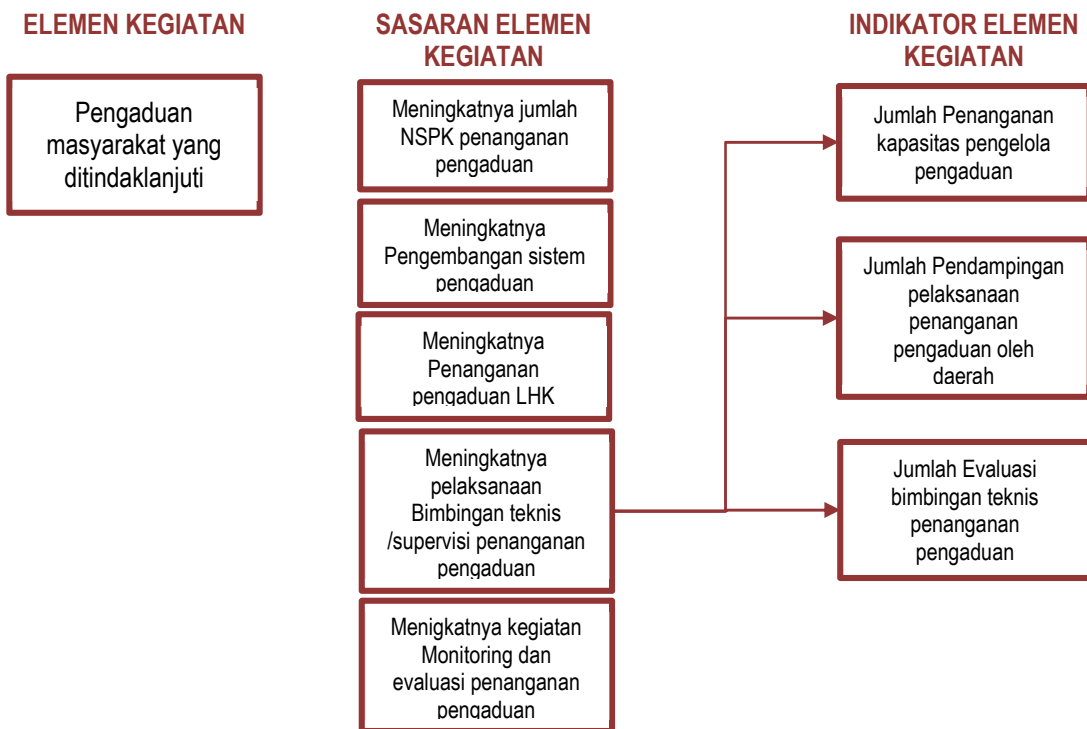 ELEMEN KEGIATAN
Pengaduan
masyarakat yang
ditindaklanjuti
SASARAN ELEMEN
KEGIATAN
Meningkatnya jumlah
NSPK penanganan
pengaduan
Meningkatnya
Pengembangan sistem
pengaduan
Meningkatnya
Penanganan
pengaduan LHK
Meningkatnya
pelaksanaan
Bimbingan teknis
/supervisi penanganan
pengaduan
Menigkatnya kegiatan
Monitoring dan
evaluasi penanganan
pengaduan
INDIKATOR ELEMEN
KEGIATAN
Jumlah Penanganan
kapasitas pengelola
pengaduan
Jumlah Pendampingan
pelaksanaan
penanganan
pengaduan oleh
daerah
Jumlah Evaluasi
bimbingan teknis
penanganan
pengaduan